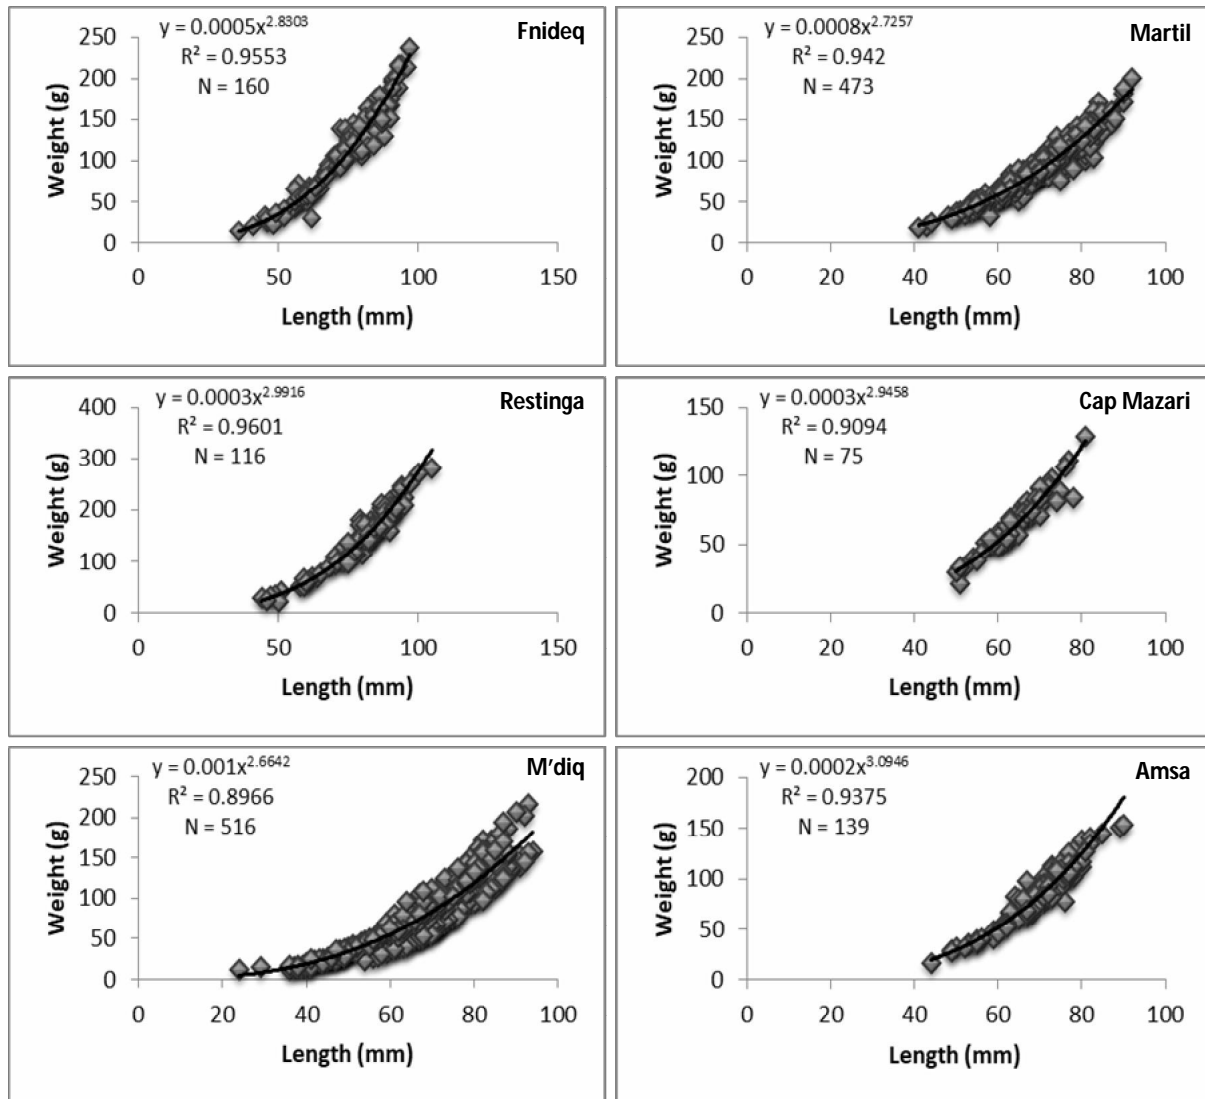 y = 0.0005x^2.8303
Fnideq
R² = 0.9553
N = 160
Weight (g)
250
200
150
100
50
0
0 50 100 150
Length (mm)
y = 0.0008x^2.7257
Martil
R² = 0.942
N = 473
Weight (g)
250
200
150
100
50
0
0 20 40 60 80 100
Length (mm)
y = 0.0003x^2.9916
Restinga
R² = 0.9601
N = 116
Weight (g)
400
300
200
100
0
0 50 100 150
Length (mm)
y = 0.0003x^2.9458
Cap Mazari
R² = 0.9094
N = 75
Weight (g)
150
100
50
0
0 20 40 60 80 100
Length (mm)
y = 0.001x^2.6642
M'diq
R² = 0.8966
N = 516
Weight (g)
250
200
150
100
50
0
0 20 40 60 80 100
Length (mm)
y = 0.0002x^3.0946
Amsa
R² = 0.9375
N = 139
Weight (g)
200
150
100
50
0
0 20 40 60 80 100
Length (mm)